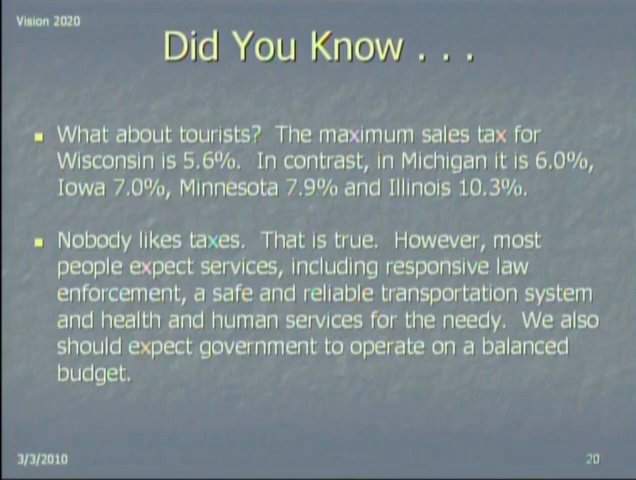 Vision 2020
Did You Know . . .
What about tourists?  The maximum sales tax for
Wisconsin is 5.6%.  In contrast, in Michigan it is 6.0%,
Iowa 7.0%, Minnesota 7.9% and Illinois 10.3%.
Nobody likes taxes.  That is true.  However, most
people expect services, including responsive law
enforcement, a safe and reliable transportation system
and health and human services for the needy.  We also
should expect government to operate on a balanced
budget.
3/3/2010
20